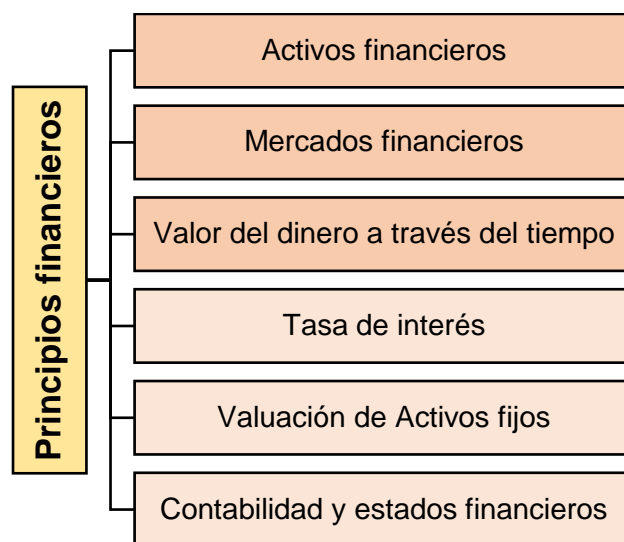 Principios financieros
Activos financieros
Mercados financieros
Valor del dinero a través del tiempo
Tasa de interés
Valuación de Activos fijos
Contabilidad y estados financieros